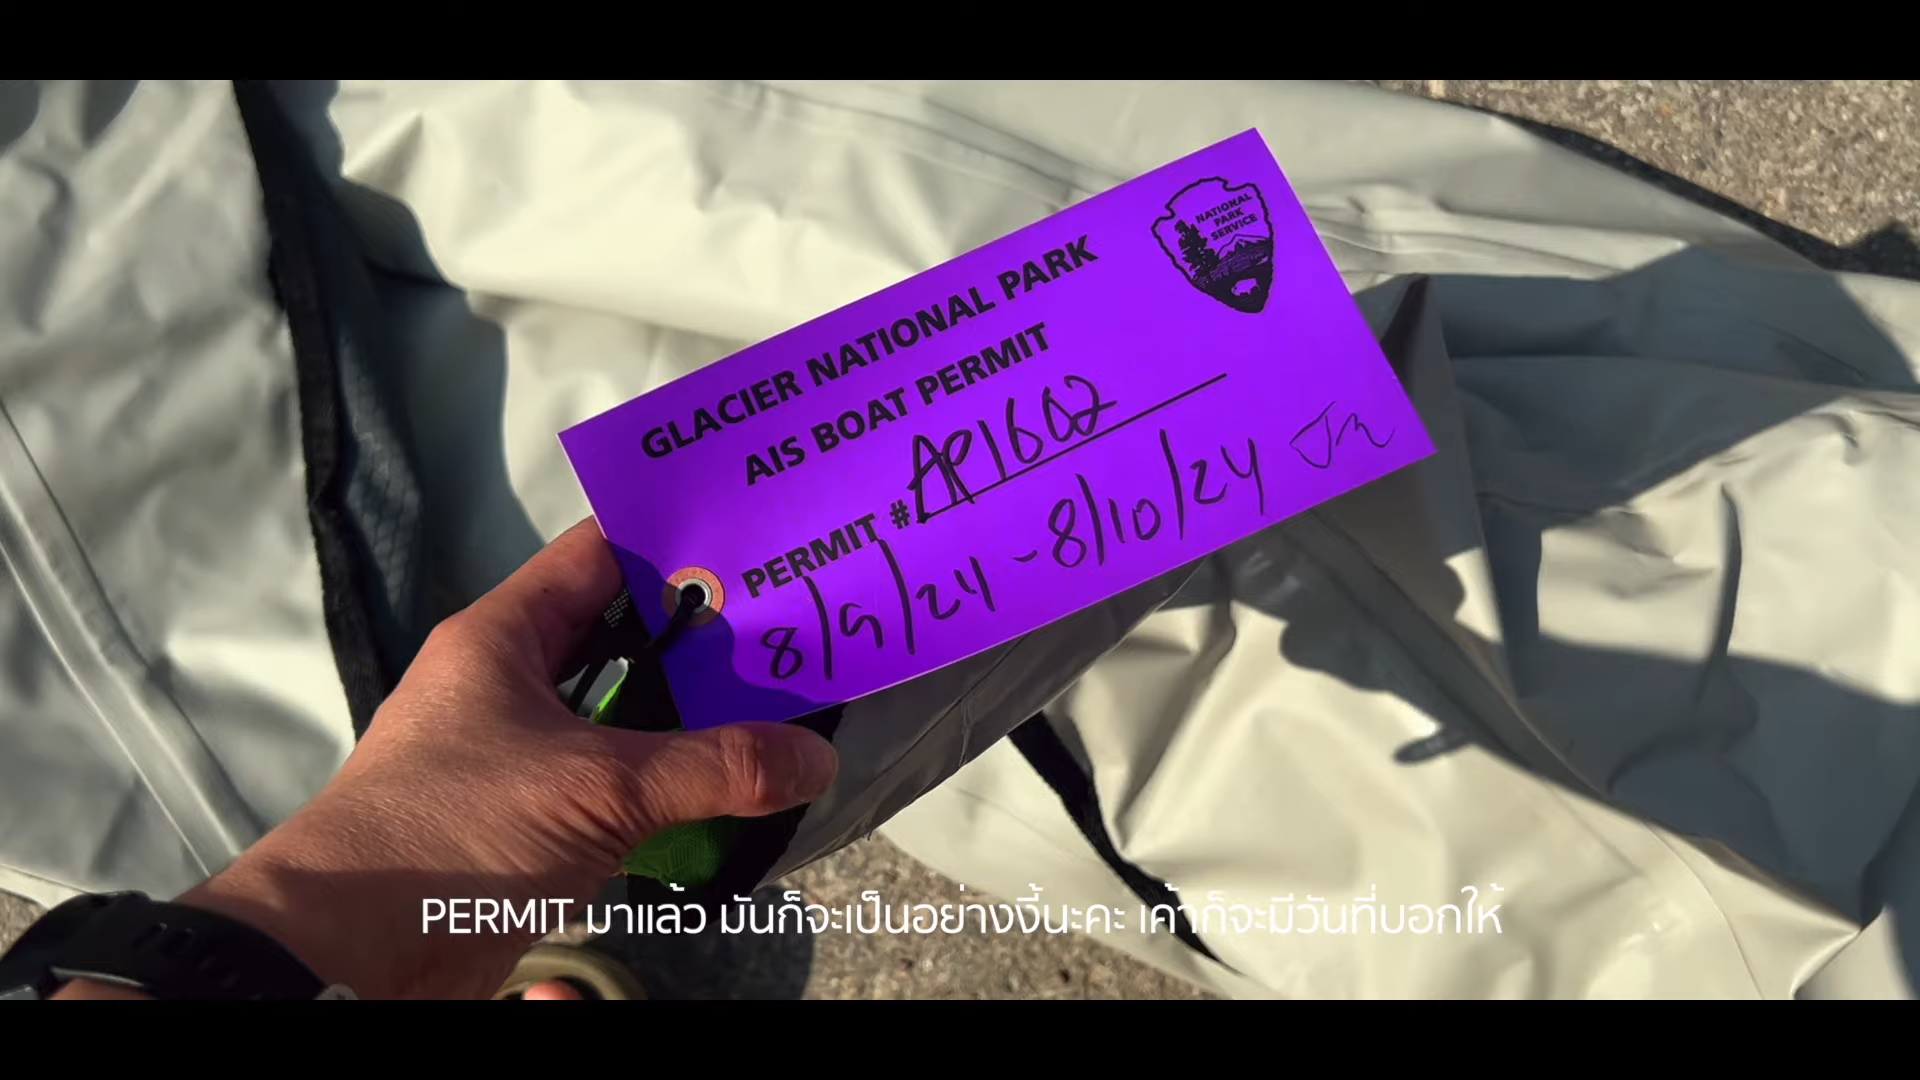 NATIONAL
PARK
SERVICE
GLACIER NATIONAL PARK
AIS BOAT PERMIT
PERMIT # AP1602
8/9/24 - 8/10/24
PERMIT มาแล้ว มันก็จะเป็นอย่างงี้นะคะ เค้าก็จะมีวันที่บอกให้